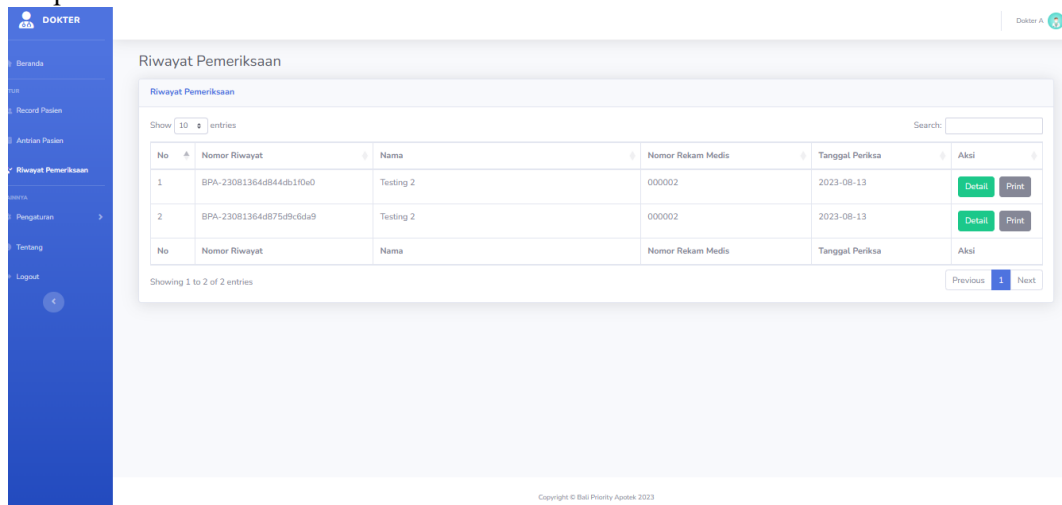 DOKTER
Dokter A
Beranda
Record Pasien
Antrian Pasien
Riwayat Pemeriksaan
Pengaturan
Tentang
Logout
Riwayat Pemeriksaan
Riwayat Pemeriksaan
Show 10 entries
Search:
No Nomor Riwayat Nama Nomor Rekam Medis Tanggal Periksa Aksi
1 BPA-23081364d844db1f0e0 Testing 2 000002 2023-08-13 Detail Print
2 BPA-23081364d875d9c6da9 Testing 2 000002 2023-08-13 Detail Print
No Nomor Riwayat Nama Nomor Rekam Medis Tanggal Periksa Aksi
Showing 1 to 2 of 2 entries
Previous 1 Next
Copyright © Bali Priority Apotek 2023